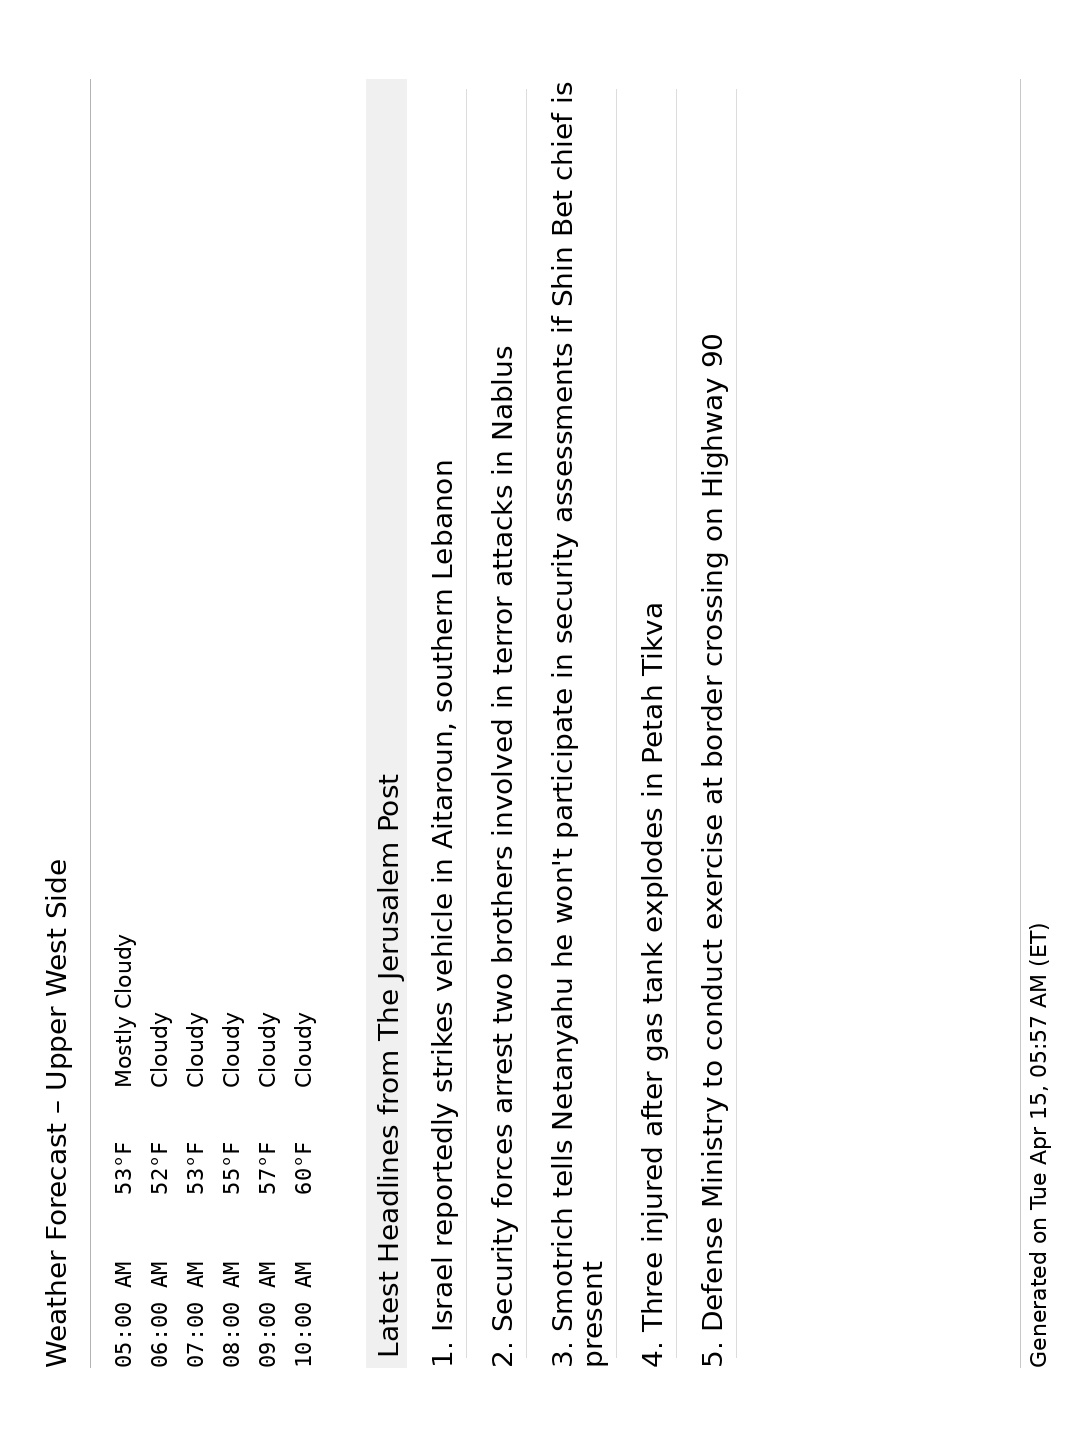 Weather Forecast – Upper West Side
05:00 AM 53°F Mostly Cloudy
06:00 AM 52°F Cloudy
07:00 AM 53°F Cloudy
08:00 AM 55°F Cloudy
09:00 AM 57°F Cloudy
10:00 AM 60°F Cloudy
Latest Headlines from The Jerusalem Post
1. Israel reportedly strikes vehicle in Aitaroun, southern Lebanon
2. Security forces arrest two brothers involved in terror attacks in Nablus
3. Smotrich tells Netanyahu he won't participate in security assessments if Shin Bet chief is
present
4. Three injured after gas tank explodes in Petah Tikva
5. Defense Ministry to conduct exercise at border crossing on Highway 90
Generated on Tue Apr 15, 05:57 AM (ET)